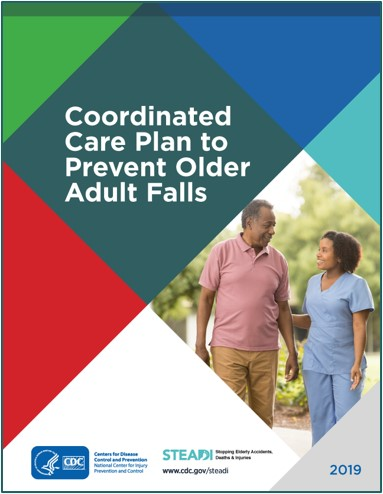 Coordinated
Care Plan to
Prevent Older
Adult Falls
CDC
Centers for Disease
Control and Prevention
National Center for Injury
Prevention and Control
STEADI Stopping Elderly Accidents,
Deaths & Injuries
www.cdc.gov/steadi
2019